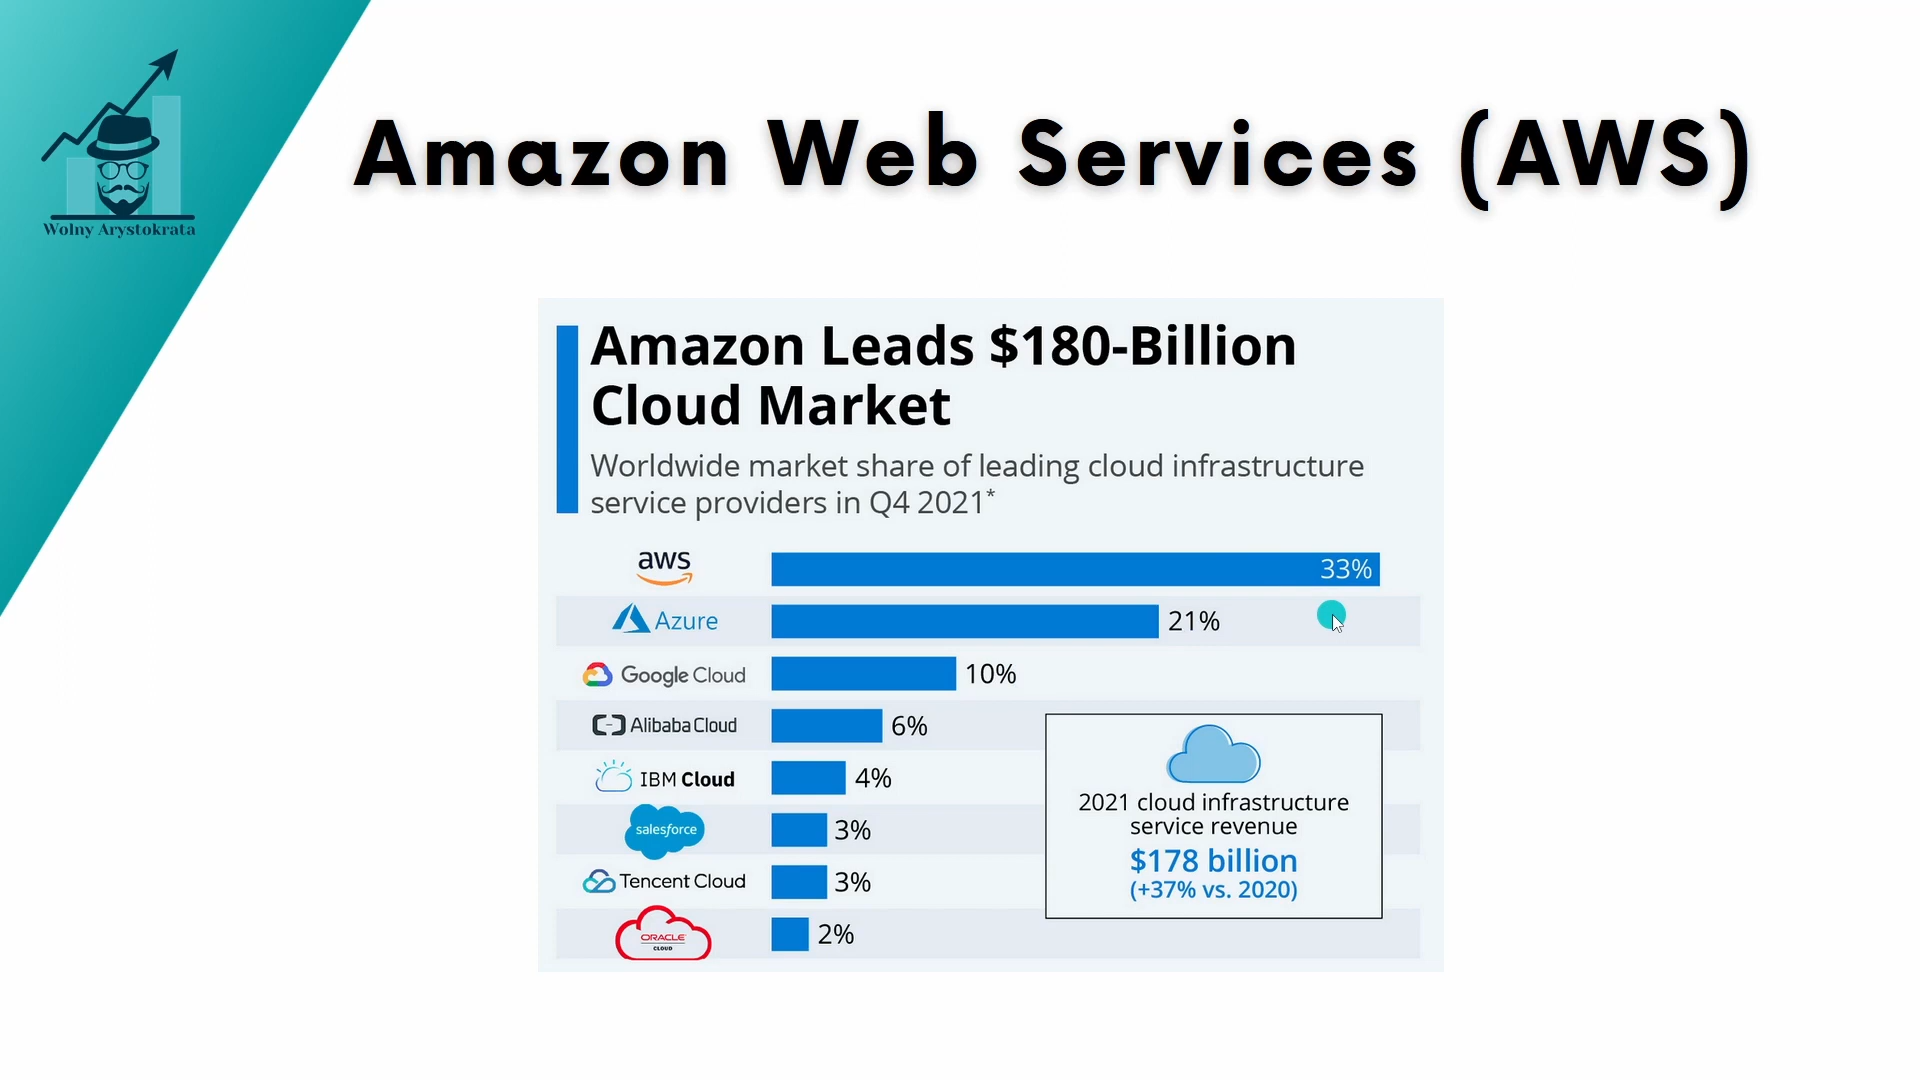 Wolny Arystokrata
Amazon Web Services (AWS)
Amazon Leads $180-Billion
Cloud Market
Worldwide market share of leading cloud infrastructure
service providers in Q4 2021*
aws 33%
Azure 21%
Google Cloud 10%
Alibaba Cloud 6%
IBM Cloud 4%
salesforce 3%
Tencent Cloud 3%
ORACLE
CLOUD
2%
2021 cloud infrastructure
service revenue
$178 billion
(+37% vs. 2020)